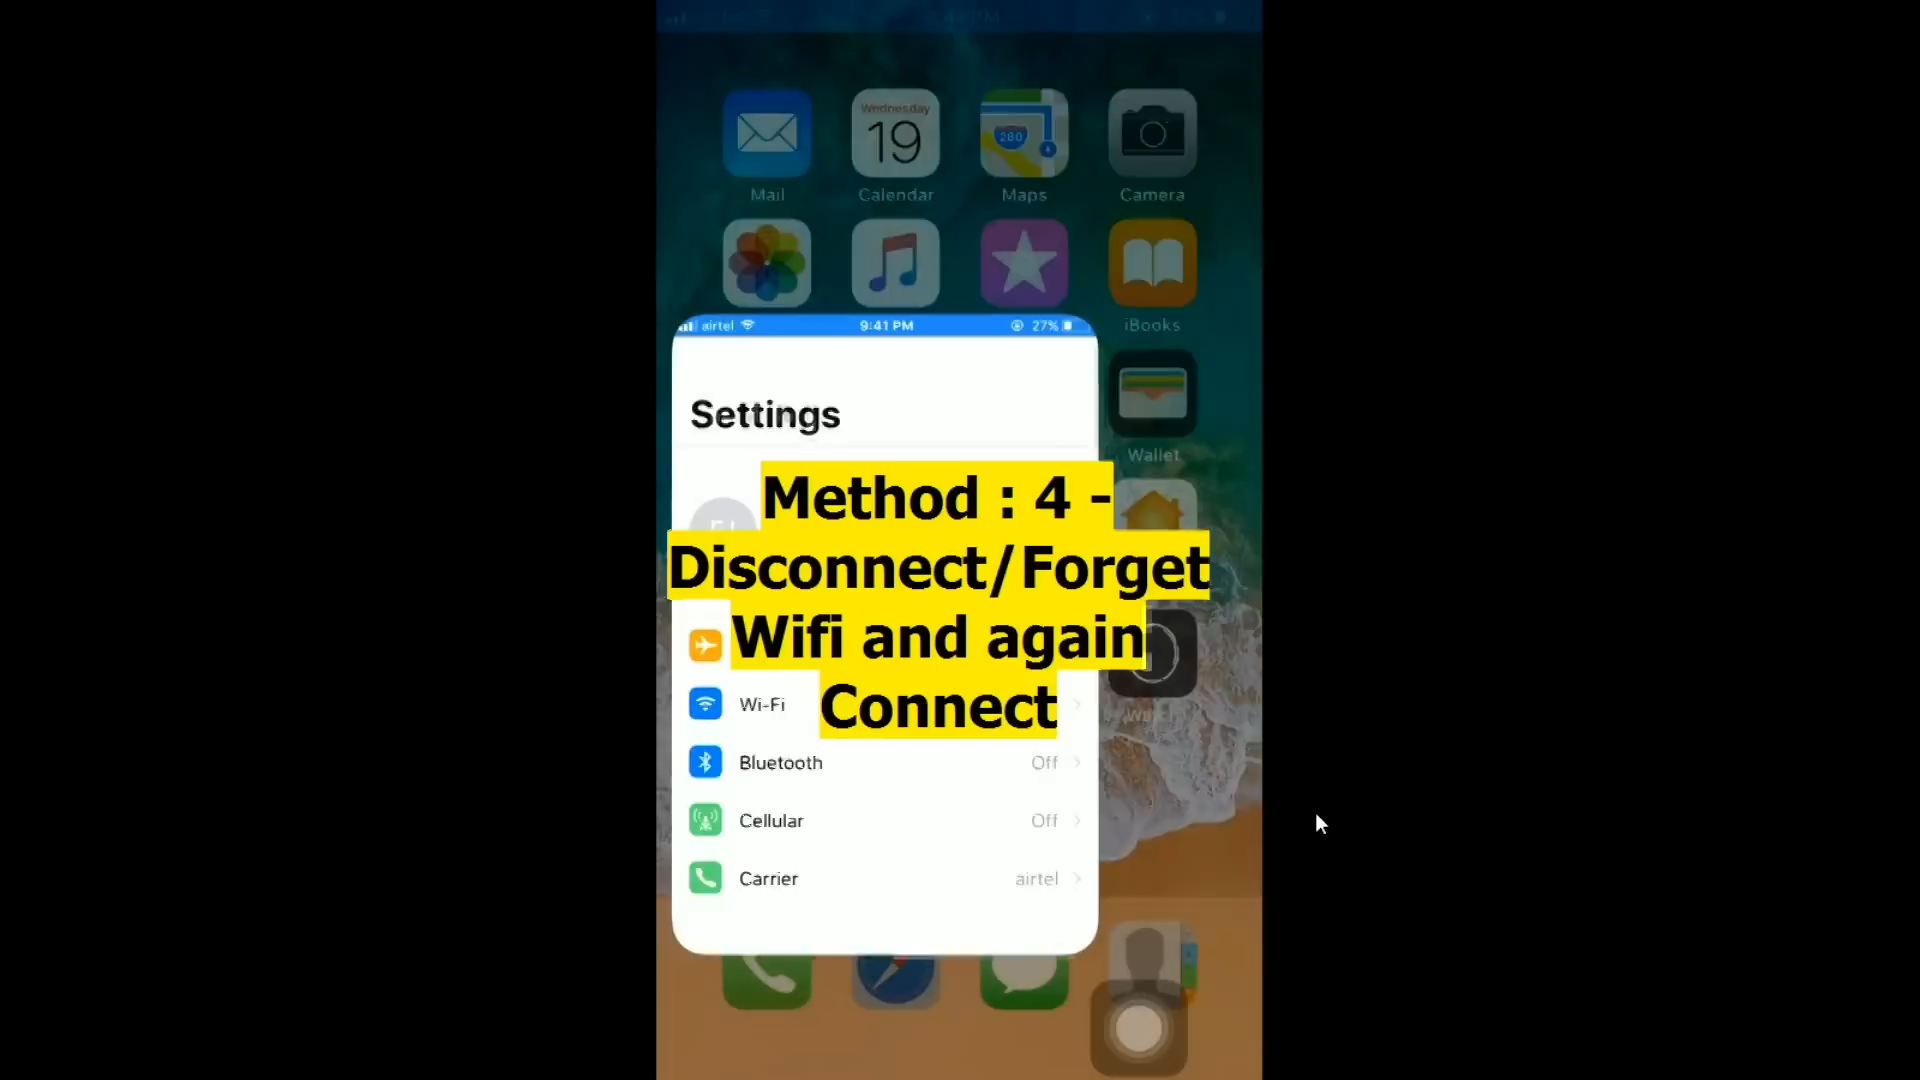 Wednesday
19
280
Mail
Calendar
Maps
Camera
iBooks
airtel
9:41 PM
27%
Settings
Wallet
Method : 4 -
Disconnect/Forget
Wifi and again
Connect
Wi-Fi
Bluetooth
Off
Cellular
Off
Carrier
airtel